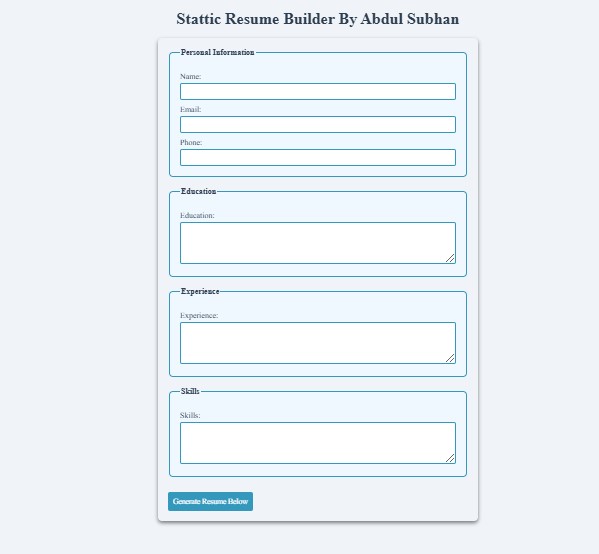 Stattic Resume Builder By Abdul Subhan
Personal Information
Name:
Email:
Phone:
Education
Education:
Experience
Experience:
Skills
Skills:
Generate Resume Below